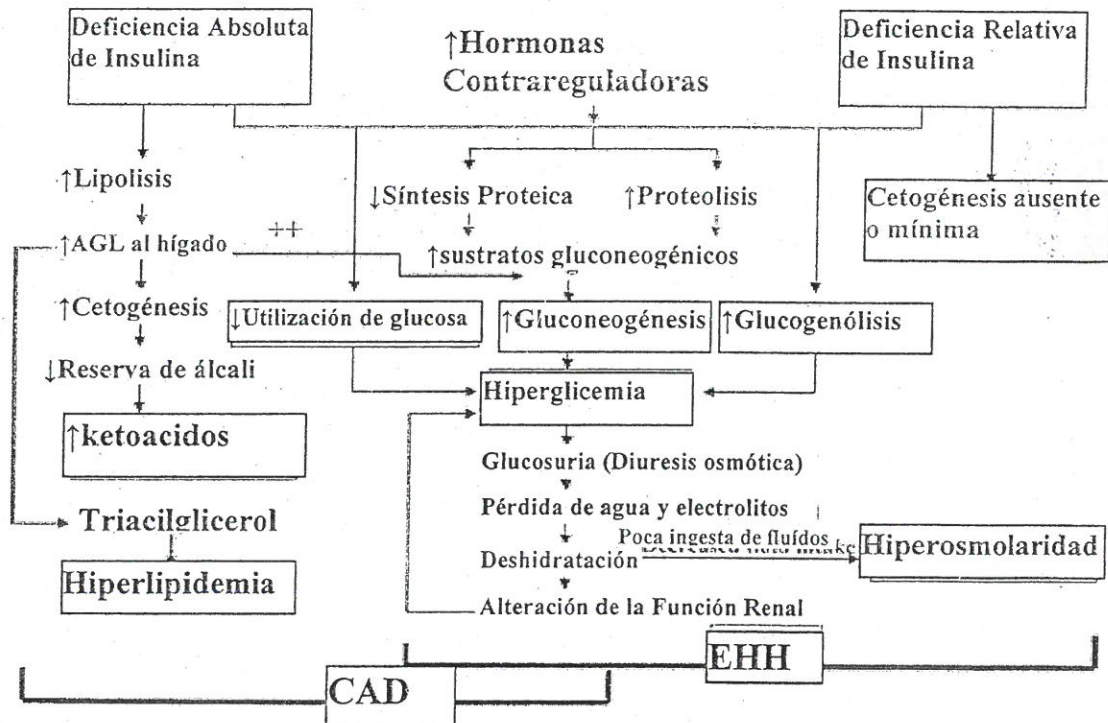 Deficiencia Absoluta
de Insulina
↑Hormonas
Contrareguladoras
Deficiencia Relativa
de Insulina
↑Lipolisis
↓Síntesis Proteica
↑Proteolisis
Cetogénesis ausente
o mínima
↑AGL al hígado
++
↑sustratos gluconeogénicos
↑Cetogénesis
↓Utilización de glucosa
↑Gluconeogénesis
↑Glucogenólisis
↓Reserva de álcali
Hiperglicemia
↑ketoacidos
Glucosuria (Diuresis osmótica)
Pérdida de agua y electrolitos
Triacilglicerol
Poca ingesta de fluídos
Deshidratación
Hiperosmolaridad
Hiperlipidemia
Alteración de la Función Renal
EHH
CAD